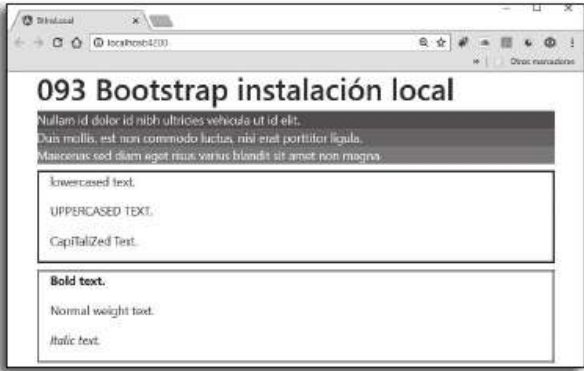 BtInstLocal
localhost:4200
Otros marcadores
093 Bootstrap instalación local
Nullam id dolor id nibh ultricies vehicula ut id elit.
Duis mollis, est non commodo luctus, nisi erat porttitor ligula.
Maecenas sed diam eget risus varius blandit sit amet non magna
lowercased text.
UPPERCASED TEXT.
CapiTaliZed Text.
Bold text.
Normal weight text.
Italic text.